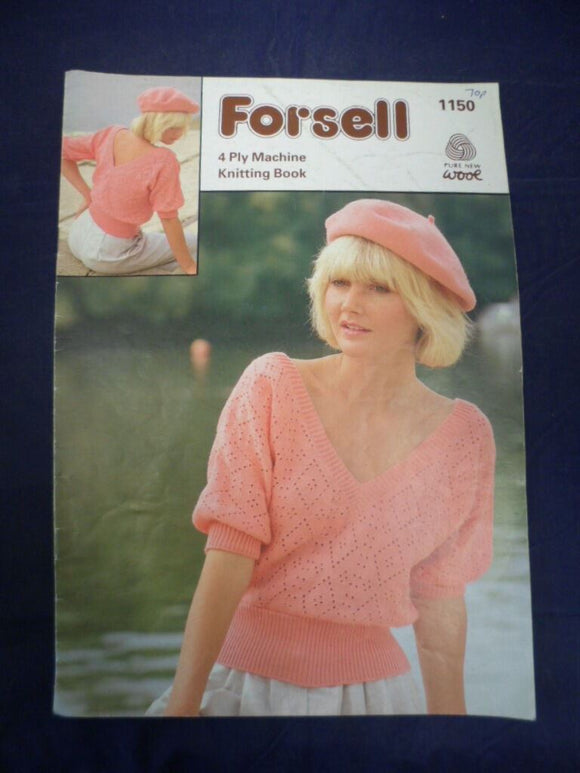 70p
Forsell
1150
4 Ply Machine
Knitting Book
PURE NEW
WOOL